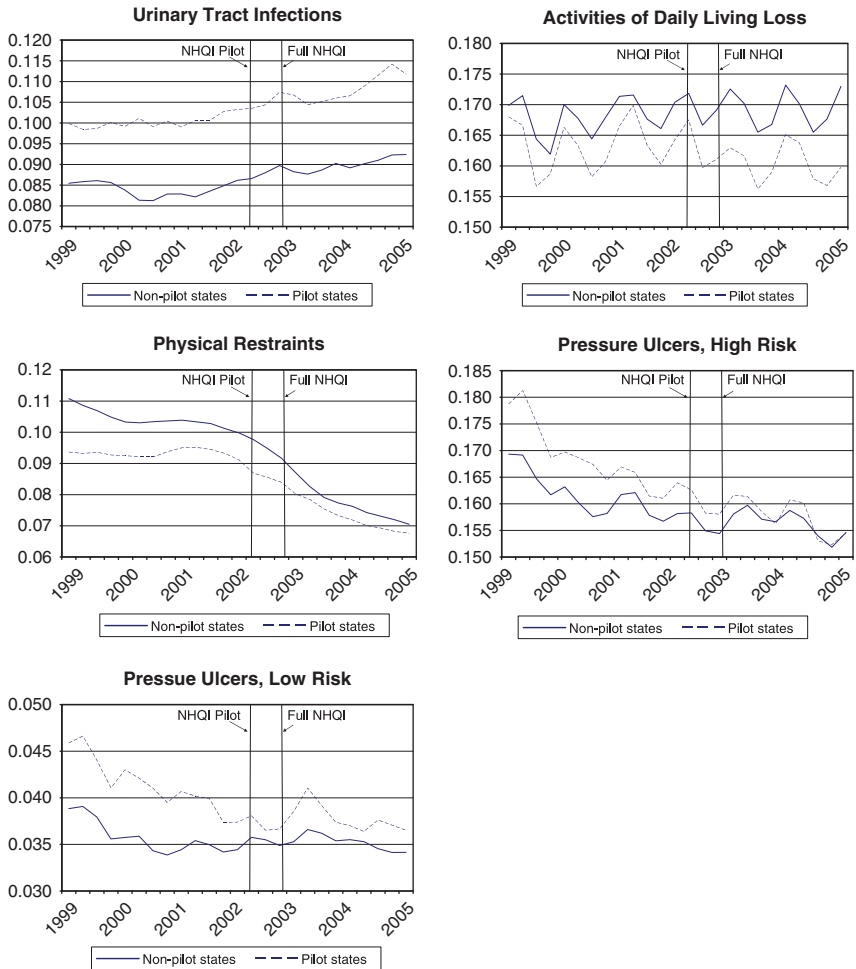 Urinary Tract Infections
NHQI Pilot
Full NHQI
0.120
0.115
0.110
0.105
0.100
0.095
0.090
0.085
0.080
0.075
1999
2000
2001
2002
2003
2004
2005
Non-pilot states
Pilot states
Activities of Daily Living Loss
NHQI Pilot
Full NHQI
0.180
0.175
0.170
0.165
0.160
0.155
0.150
1999
2000
2001
2002
2003
2004
2005
Non-pilot states
Pilot states
Physical Restraints
NHQI Pilot
Full NHQI
0.12
0.11
0.10
0.09
0.08
0.07
0.06
1999
2000
2001
2002
2003
2004
2005
Non-pilot states
Pilot states
Pressure Ulcers, High Risk
NHQI Pilot
Full NHQI
0.185
0.180
0.175
0.170
0.165
0.160
0.155
0.150
1999
2000
2001
2002
2003
2004
2005
Non-pilot states
Pilot states
Pressue Ulcers, Low Risk
NHQI Pilot
Full NHQI
0.050
0.045
0.040
0.035
0.030
1999
2000
2001
2002
2003
2004
2005
Non-pilot states
Pilot states